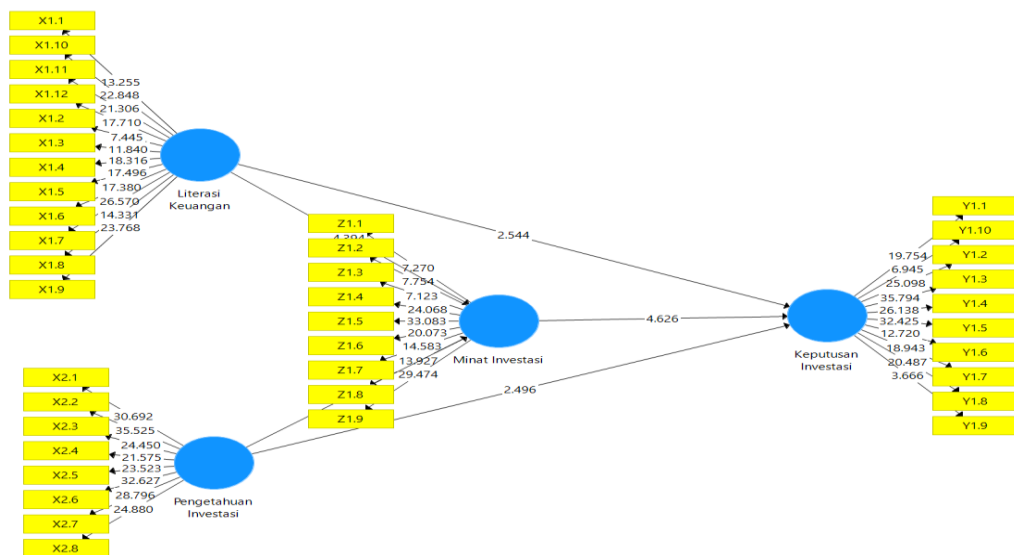 X1.1
X1.10
X1.11
X1.12
X1.2
X1.3
X1.4
X1.5
X1.6
X1.7
X1.8
X1.9
13.255
22.848
21.306
17.710
7.445
11.840
18.316
17.496
17.380
26.570
14.331
23.768
Literasi
Keuangan
X2.1
X2.2
X2.3
X2.4
X2.5
X2.6
X2.7
X2.8
30.692
35.525
24.450
21.575
23.523
32.627
28.796
24.880
Pengetahuan
Investasi
Z1.1
Z1.2
Z1.3
Z1.4
Z1.5
Z1.6
Z1.7
Z1.8
Z1.9
7.270
7.754
7.123
24.068
33.083
20.073
14.583
13.927
29.474
Minat Investasi
2.544
4.626
2.496
Keputusan
Investasi
19.754
6.945
25.098
35.794
26.138
32.425
12.720
18.943
20.487
3.666
Y1.1
Y1.10
Y1.2
Y1.3
Y1.4
Y1.5
Y1.6
Y1.7
Y1.8
Y1.9